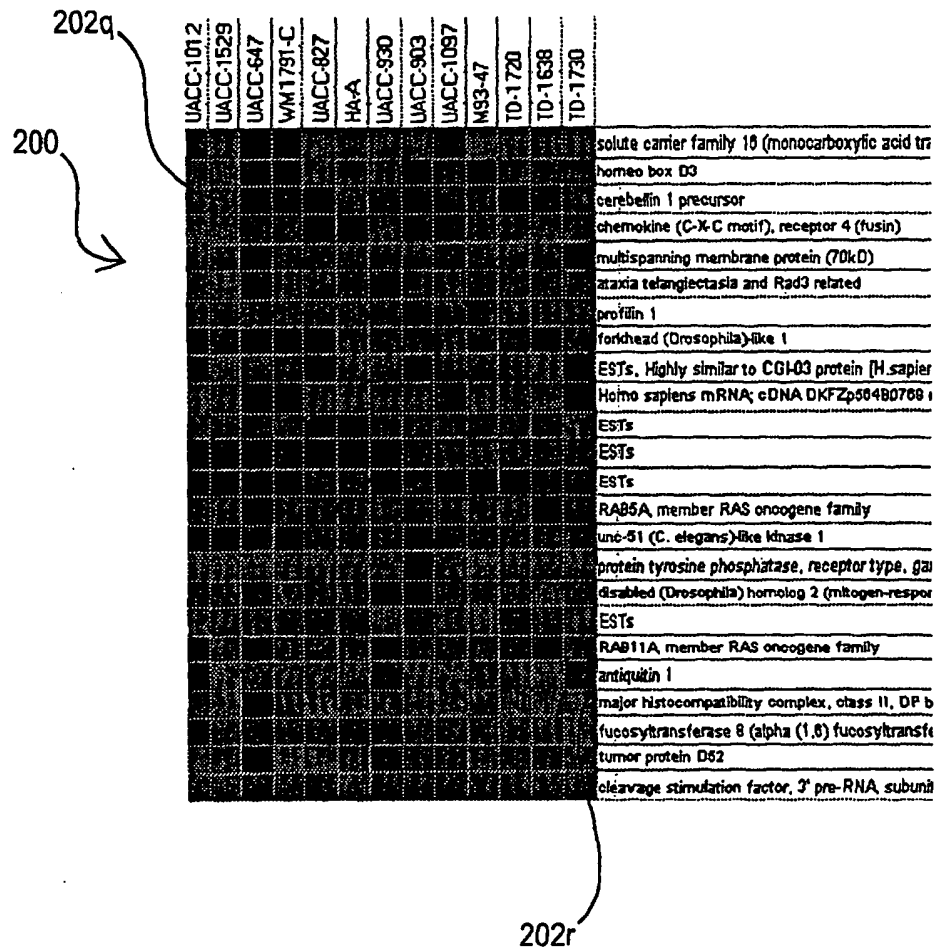 202q
200
UACC-1012
UACC-1529
UACC-647
WM1791-C
UACC-827
HA-A
UACC-930
UACC-903
UACC-1097
M93-47
TD-1720
TD-1638
TD-1730
solute carrier family 16 (monocarboxylic acid tra
homeo box D3
cerebellin 1 precursor
chemokine (C-X-C motif), receptor 4 (fusin)
multispanning membrane protein (70kD)
ataxia telangiectasia and Rad3 related
profilin 1
forkhead (Drosophila)-like 1
ESTs, Highly similar to CGI-03 protein [H.sapien
Homo sapiens mRNA; cDNA DKFZp564B0769
ESTs
ESTs
ESTs
RAB5A, member RAS oncogene family
unc-51 (C. elegans)-like kinase 1
protein tyrosine phosphatase, receptor type, gam
disabled (Drosophila) homolog 2 (mitogen-respon
ESTs
RAB11A, member RAS oncogene family
antiquitin 1
major histocompatibility complex, class II, DP b
fucosyltransferase 8 (alpha (1,6) fucosyltransfe
tumor protein D52
cleavage stimulation factor, 3' pre-RNA, subunit
202r